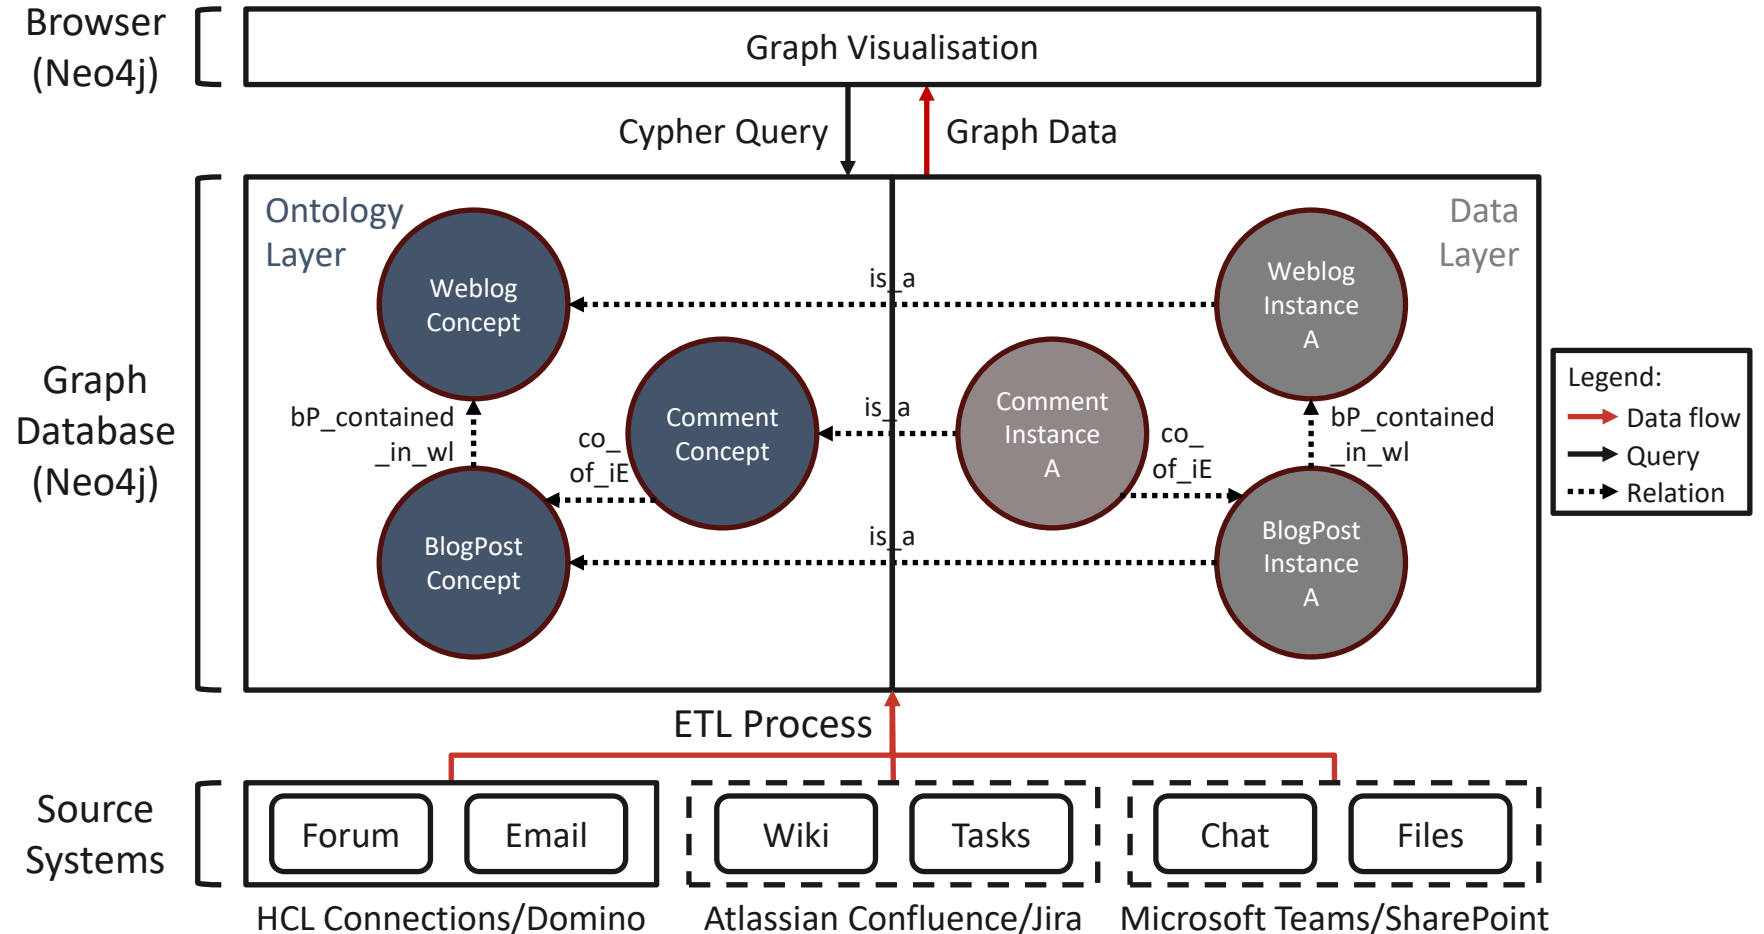 Browser
(Neo4j)
Graph Visualisation
Cypher Query
Graph Data
Graph
Database
(Neo4j)
Ontology
Layer
Data
Layer
Weblog
Concept
is_a
Weblog
Instance
A
Comment
Concept
is_a
Comment
Instance
A
bP_contained
_in_wl
co_
of_iE
co_
of_iE
bP_contained
_in_wl
BlogPost
Concept
is_a
BlogPost
Instance
A
Legend:
Data flow
Query
Relation
ETL Process
Source
Systems
Forum
Email
Wiki
Tasks
Chat
Files
HCL Connections/Domino
Atlassian Confluence/Jira
Microsoft Teams/SharePoint